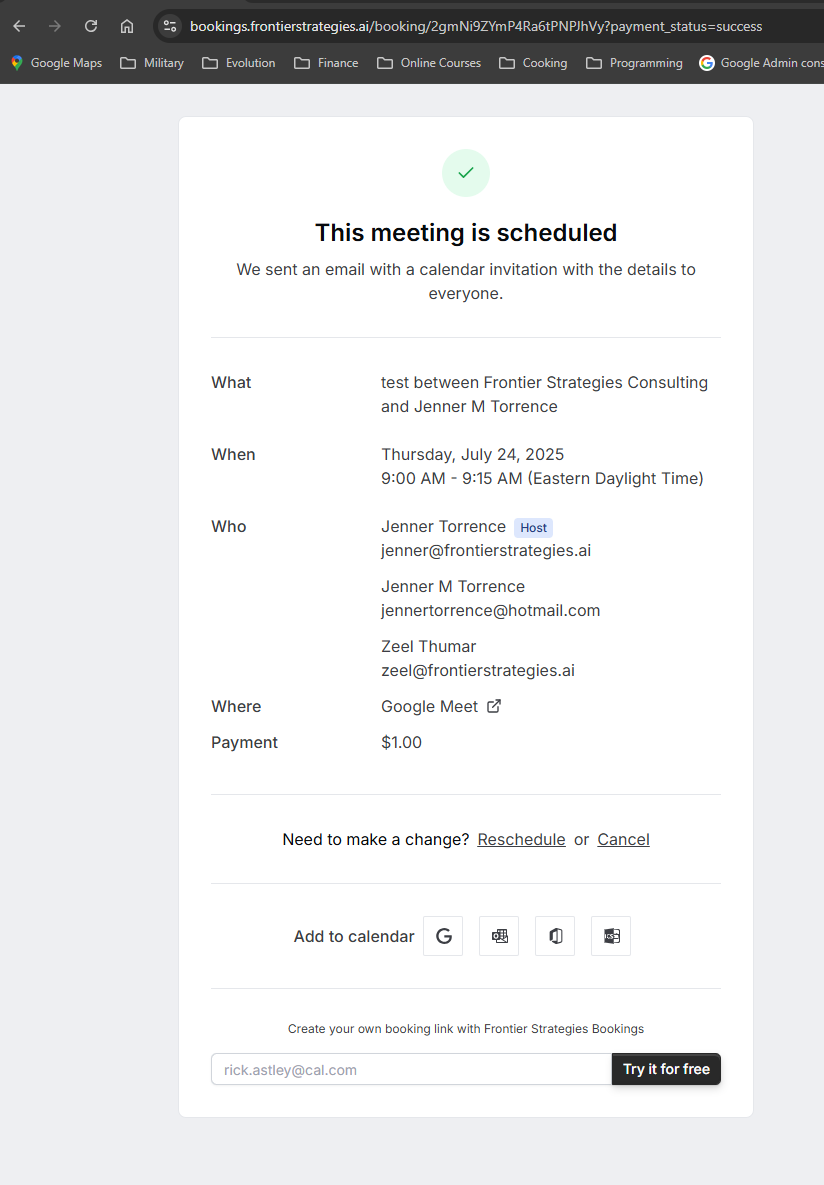 bookings.frontierstrategies.ai/booking/2gmNi9ZYmP4Ra6tPNPJhVy?payment_status=success
Google Maps Military Evolution Finance Online Courses Cooking Programming Google Admin cons
This meeting is scheduled
We sent an email with a calendar invitation with the details to
everyone.
What
test between Frontier Strategies Consulting
and Jenner M Torrence
When
Thursday, July 24, 2025
9:00 AM - 9:15 AM (Eastern Daylight Time)
Who
Jenner Torrence Host
jenner@frontierstrategies.ai
Jenner M Torrence
jennertorrence@hotmail.com
Zeel Thumar
zeel@frontierstrategies.ai
Where
Google Meet
Payment
$1.00
Need to make a change? Reschedule or Cancel
Add to calendar
Create your own booking link with Frontier Strategies Bookings
rick.astley@cal.com
Try it for free